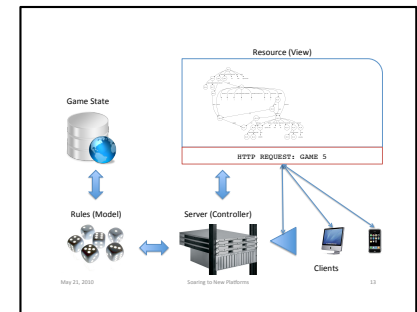 Resource (View)
Game State
HTTP REQUEST: GAME 5
Rules (Model)
Server (Controller)
Clients
May 21, 2010
Soaring to New Platforms
13